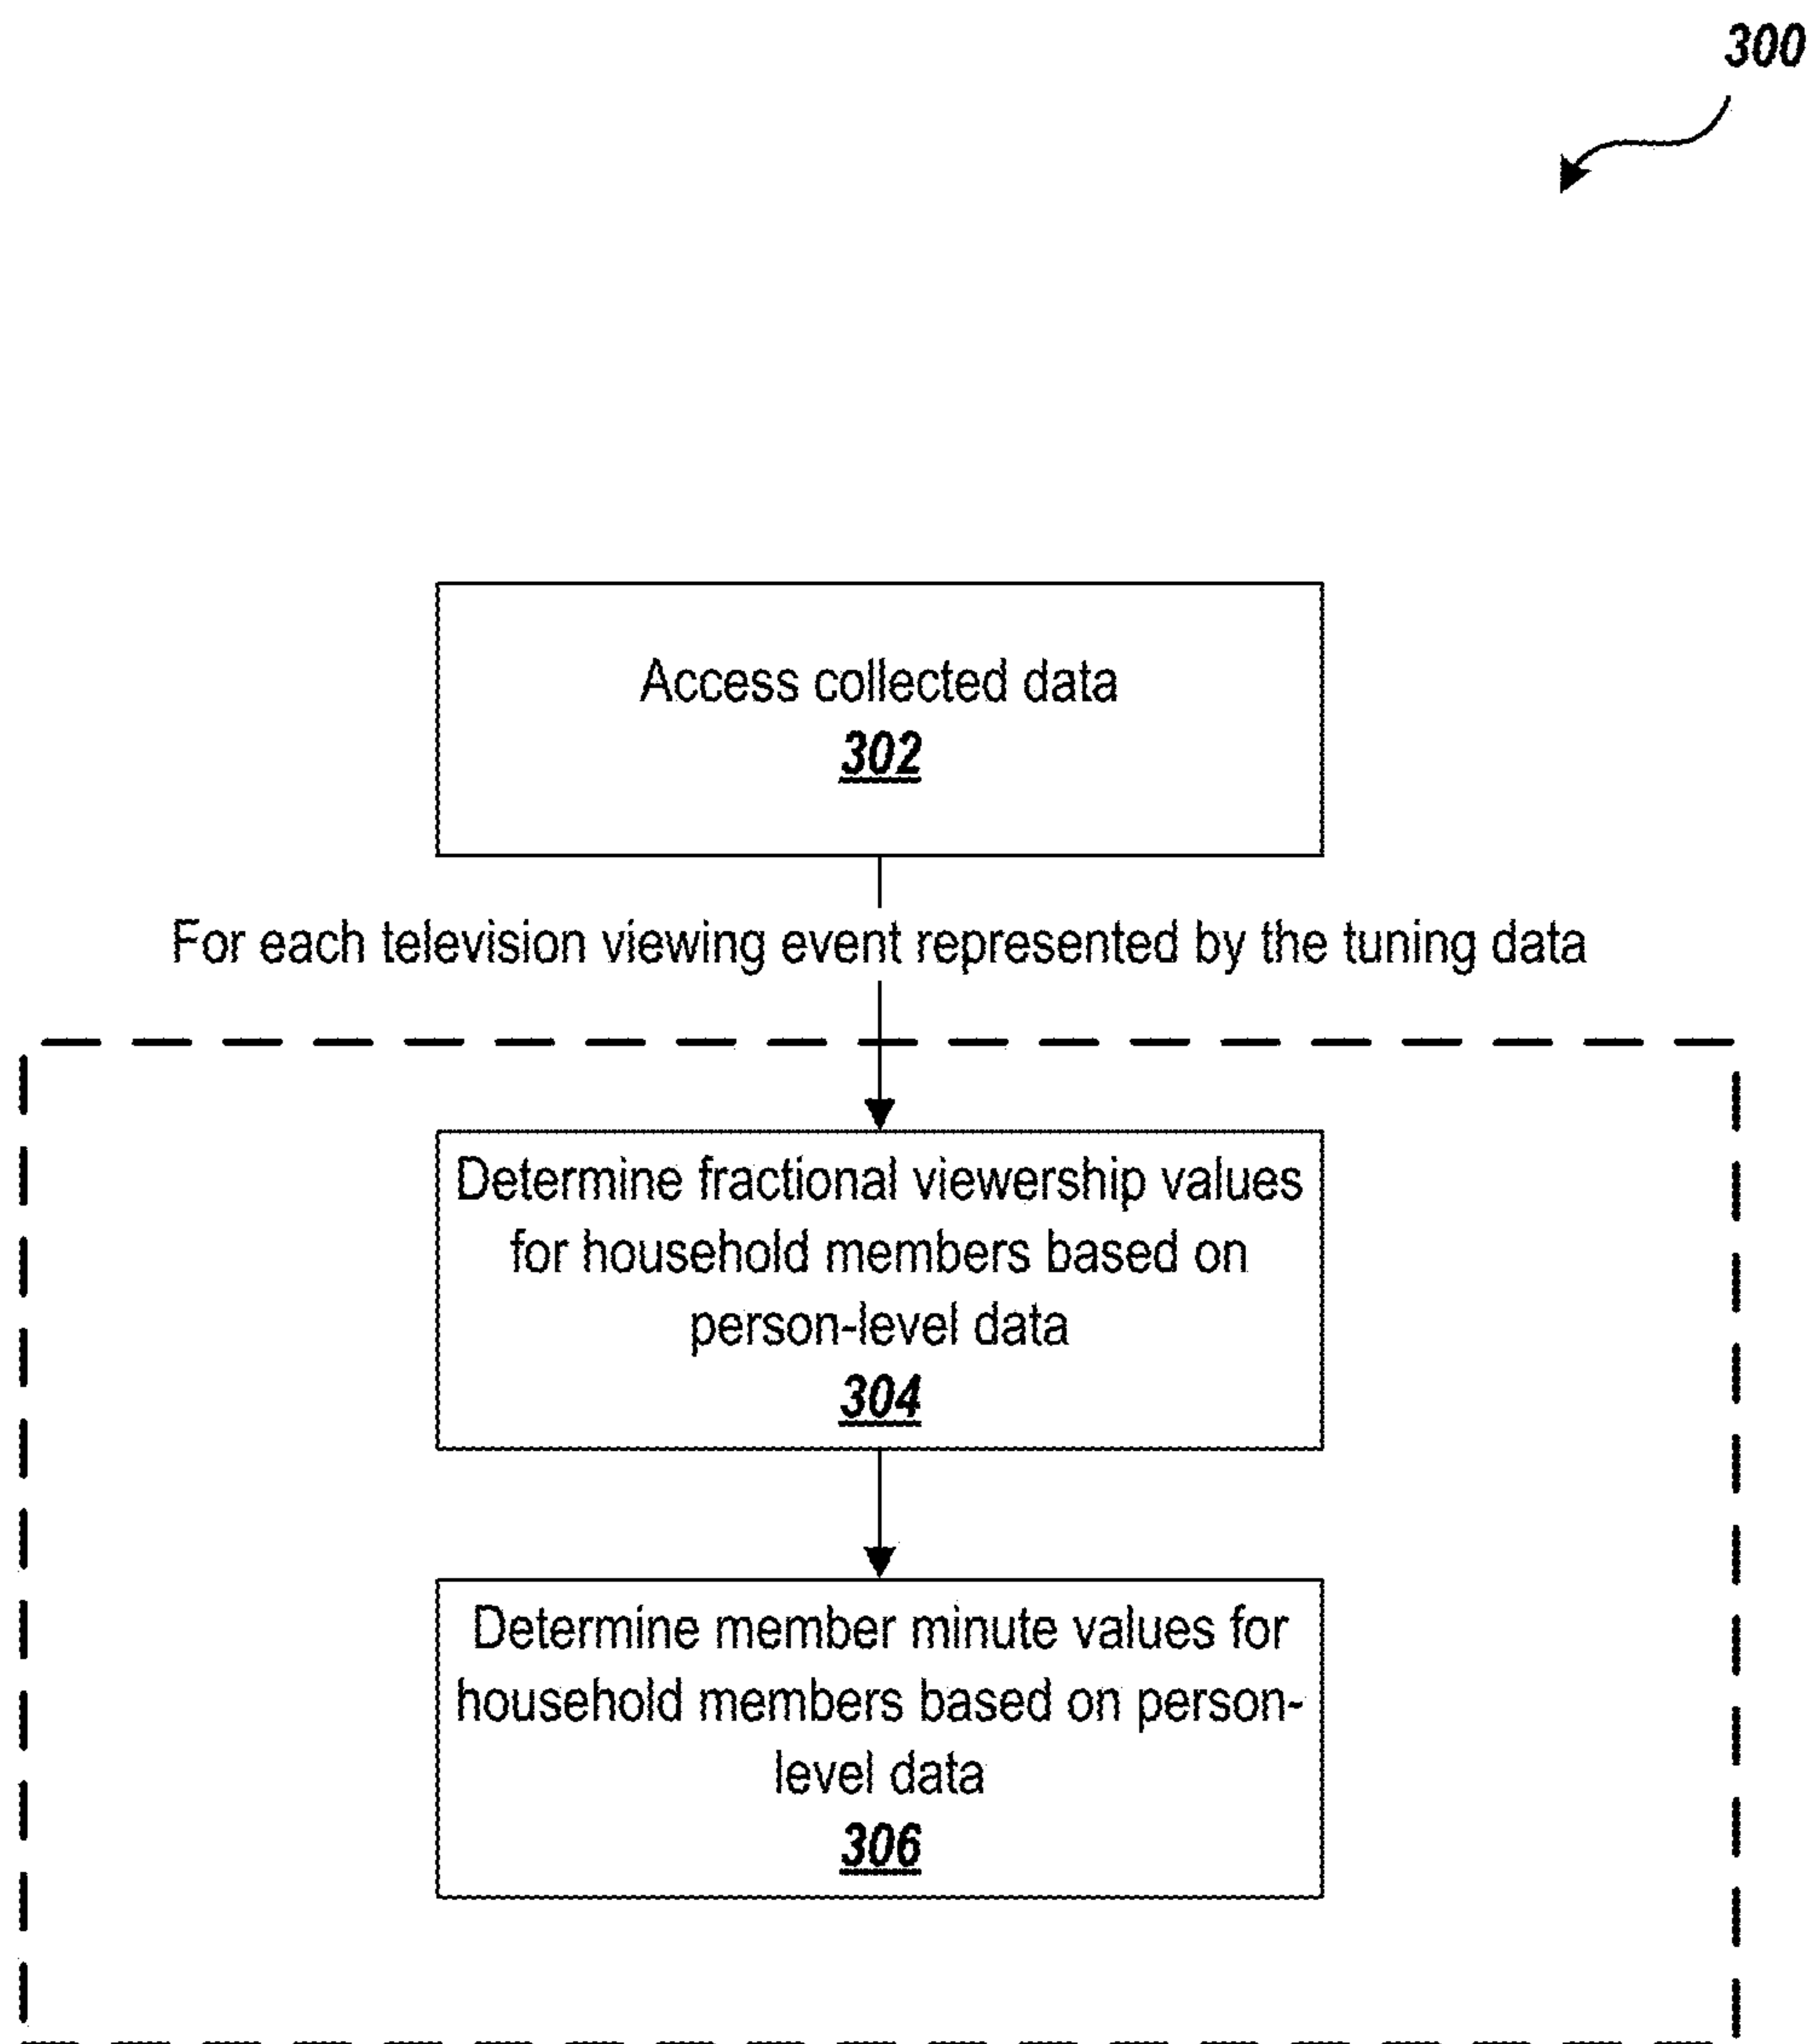 300
Access collected data
302
For each television viewing event represented by the tuning data
Determine fractional viewership values
for household members based on
person-level data
304
Determine member minute values for
household members based on person-
level data
306